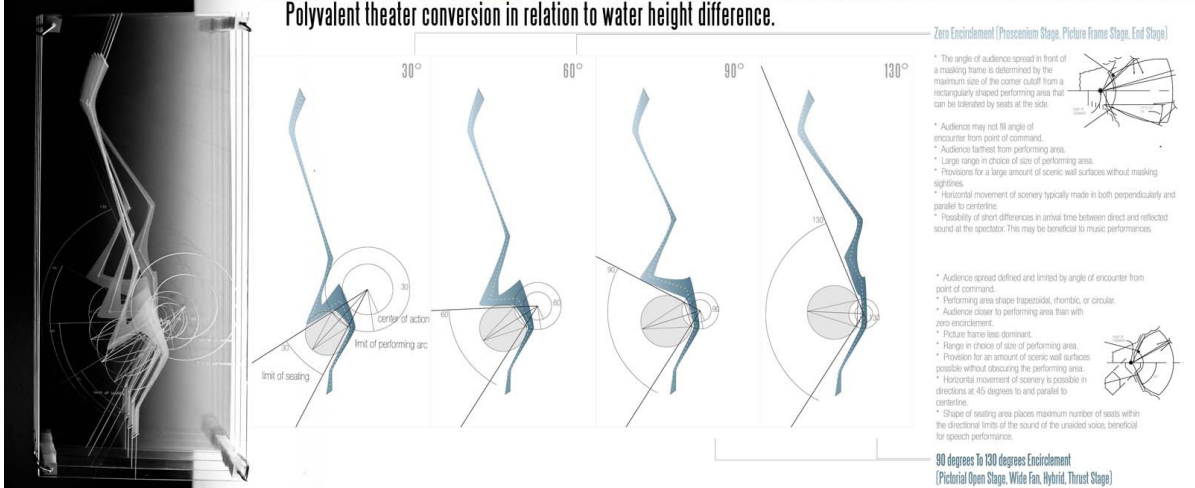 Polyvalent theater conversion in relation to water height difference.
30°
60°
90°
130°
30
center of action
limit of performing arc
30
limit of seating
60
60
90
90
130
130
Zero Encirclement (Proscenium Stage, Picture Frame Stage, End Stage)
* The angle of audience spread in front of
a masking frame is determined by the
maximum size of the corner cutoff from a
rectangularly shaped performing area that
can be tolerated by seats at the side.
* Audience may not fill angle of
encounter from point of command.
* Audience farthest from performing area.
* Large range in choice of size of performing area.
* Provisions for a large amount of scenic wall surfaces without masking
sightlines.
* Horizontal movement of scenery typically made in both perpendicularly and
parallel to centerline.
* Possibility of short differences in arrival time between direct and reflected
sound at the spectator. This may be beneficial to music performances.
* Audience spread defined and limited by angle of encounter from
point of command.
* Performing area shape trapezoidal, rhombic, or circular.
* Audience closer to performing area than with
zero encirclement.
* Picture frame less dominant.
* Range in choice of size of performing area.
* Provision for an amount of scenic wall surfaces
possible without obscuring the performing area.
* Horizontal movement of scenery is possible in
directions at 45 degrees to and parallel to
centerline.
* Shape of seating area places maximum number of seats within
the directional limits of the sound of the unaided voice, beneficial
for speech performance.
90 degrees To 130 degrees Encirclement
(Pictorial Open Stage, Wide Fan, Hybrid, Thrust Stage)